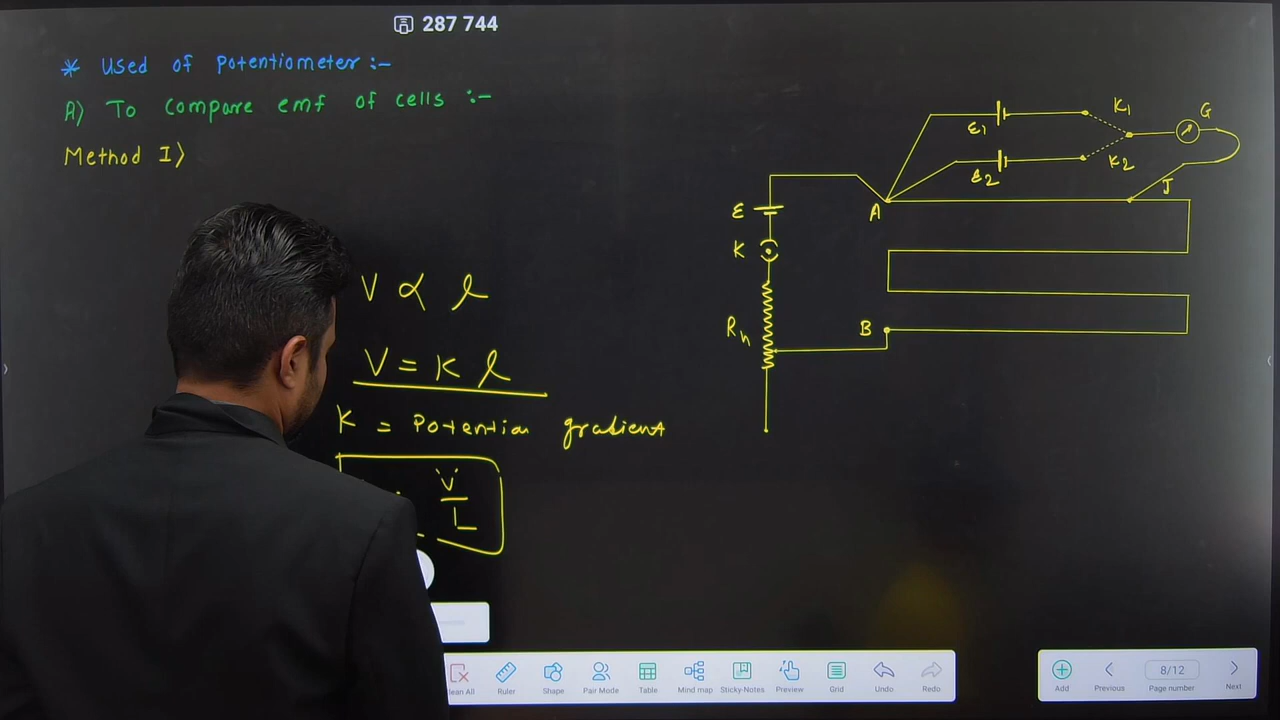 287 744
* Used of Potentiometer :-
A) To compare emf of cells :-
Method I)
V ∝ l
V = K l
K = Potential gradient
V
L
E1
K1
G
E2
K2
J
E
A
K
Rh
B
lean All
Ruler
Shape
Pair Mode
Table
Mind map
Sticky-Notes
Preview
Grid
Undo
Redo
Add
Previous
8/12
Page number
Next